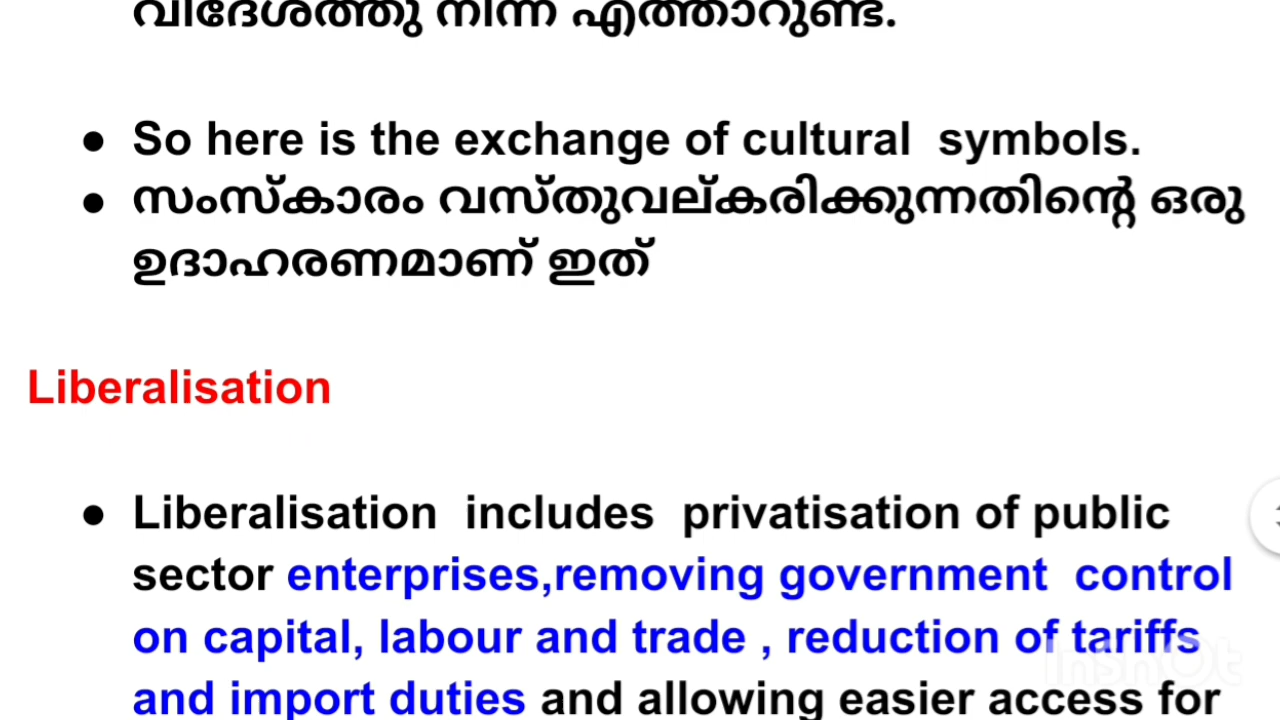 വിദേശത്തു നിന്ന് എത്താറുണ്ട്.
● So here is the exchange of cultural symbols.
● സംസ്കാരം വസ്തുവല്കരിക്കുന്നതിന്റെ ഒരു
ഉദാഹരണമാണ് ഇത്
Liberalisation
● Liberalisation includes privatisation of public
sector enterprises,removing government control
on capital, labour and trade , reduction of tariffs
and import duties and allowing easier access for
InShOt